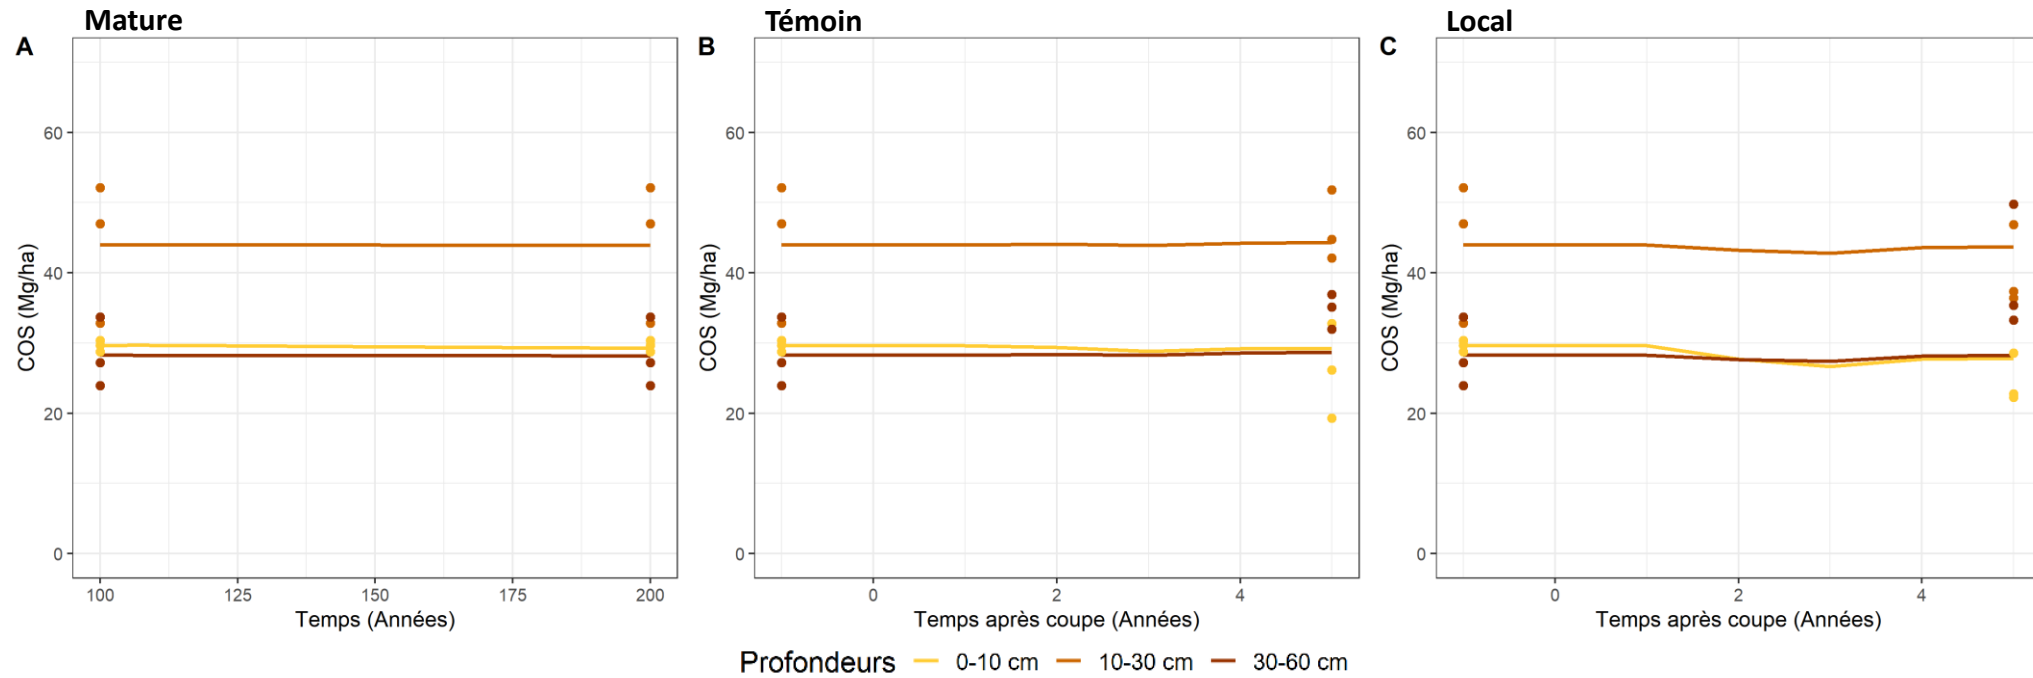 Mature
Témoin
Local
A
B
C
COS (Mg/ha)
60
40
20
0
100
125
150
175
200
Temps (Années)
COS (Mg/ha)
60
40
20
0
0
2
4
Temps après coupe (Années)
COS (Mg/ha)
60
40
20
0
0
2
4
Temps après coupe (Années)
Profondeurs 0-10 cm 10-30 cm 30-60 cm